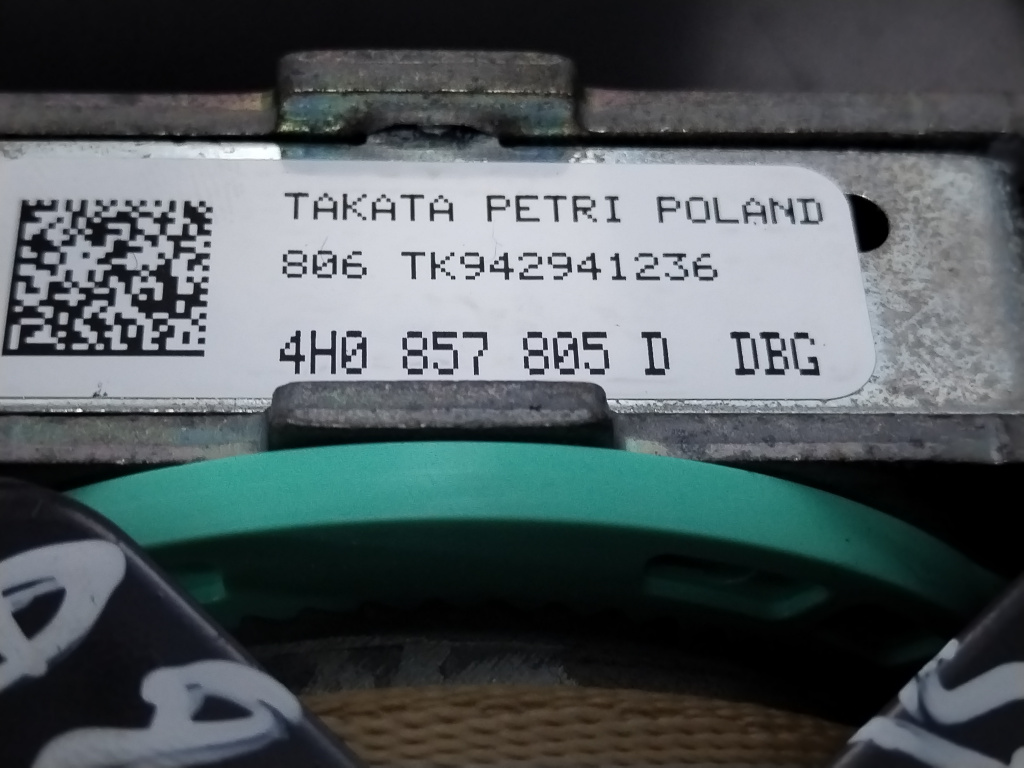 TAKATA PETRI POLAND
806 TK942941236
4H0 857 805 D DBG